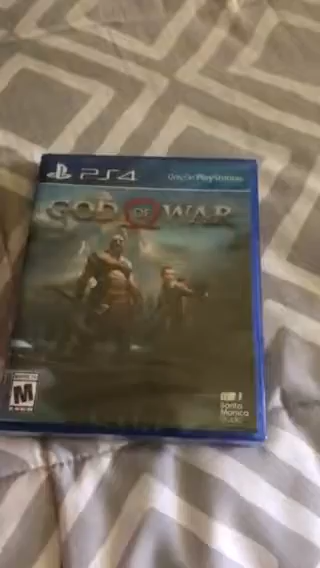 PS4
Only On PlayStation
GOD OF WAR
M
Santa
Monica
Studio